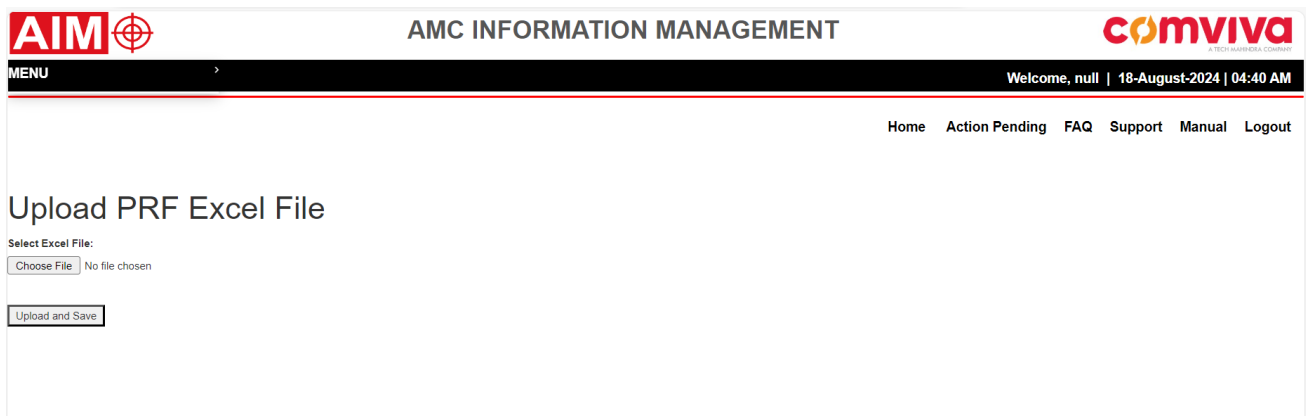 AIM
AMC INFORMATION MANAGEMENT
comviva
A TECH MAHINDRA COMPANY
MENU
Welcome, null | 18-August-2024 | 04:40 AM
Home Action Pending FAQ Support Manual Logout
Upload PRF Excel File
Select Excel File:
Choose File No file chosen
Upload and Save